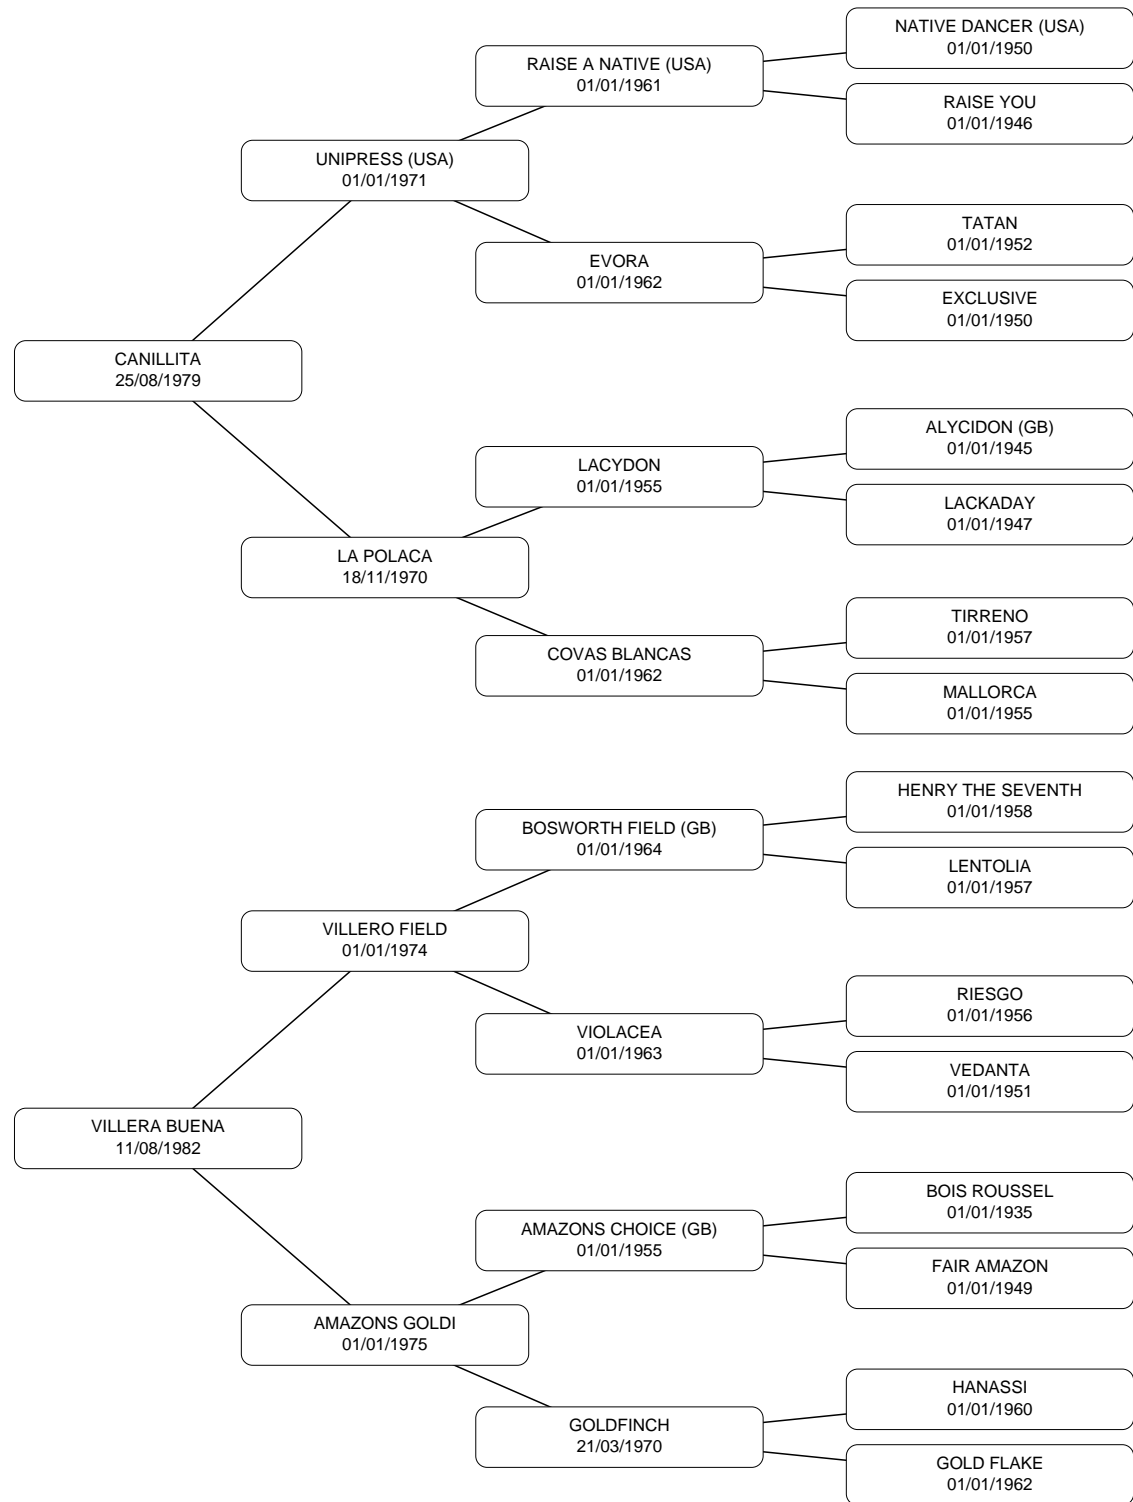 NATIVE DANCER (USA)
01/01/1950
RAISE A NATIVE (USA)
01/01/1961
RAISE YOU
01/01/1946
UNIPRESS (USA)
01/01/1971
TATAN
01/01/1952
EVORA
01/01/1962
EXCLUSIVE
01/01/1950
CANILLITA
25/08/1979
ALYCIDON (GB)
01/01/1945
LACYDON
01/01/1955
LACKADAY
01/01/1947
LA POLACA
18/11/1970
TIRRENO
01/01/1957
COVAS BLANCAS
01/01/1962
MALLORCA
01/01/1955
HENRY THE SEVENTH
01/01/1958
BOSWORTH FIELD (GB)
01/01/1964
LENTOLIA
01/01/1957
VILLERO FIELD
01/01/1974
RIESGO
01/01/1956
VIOLACEA
01/01/1963
VEDANTA
01/01/1951
VILLERA BUENA
11/08/1982
BOIS ROUSSEL
01/01/1935
AMAZONS CHOICE (GB)
01/01/1955
FAIR AMAZON
01/01/1949
AMAZONS GOLDI
01/01/1975
HANASSI
01/01/1960
GOLDFINCH
21/03/1970
GOLD FLAKE
01/01/1962